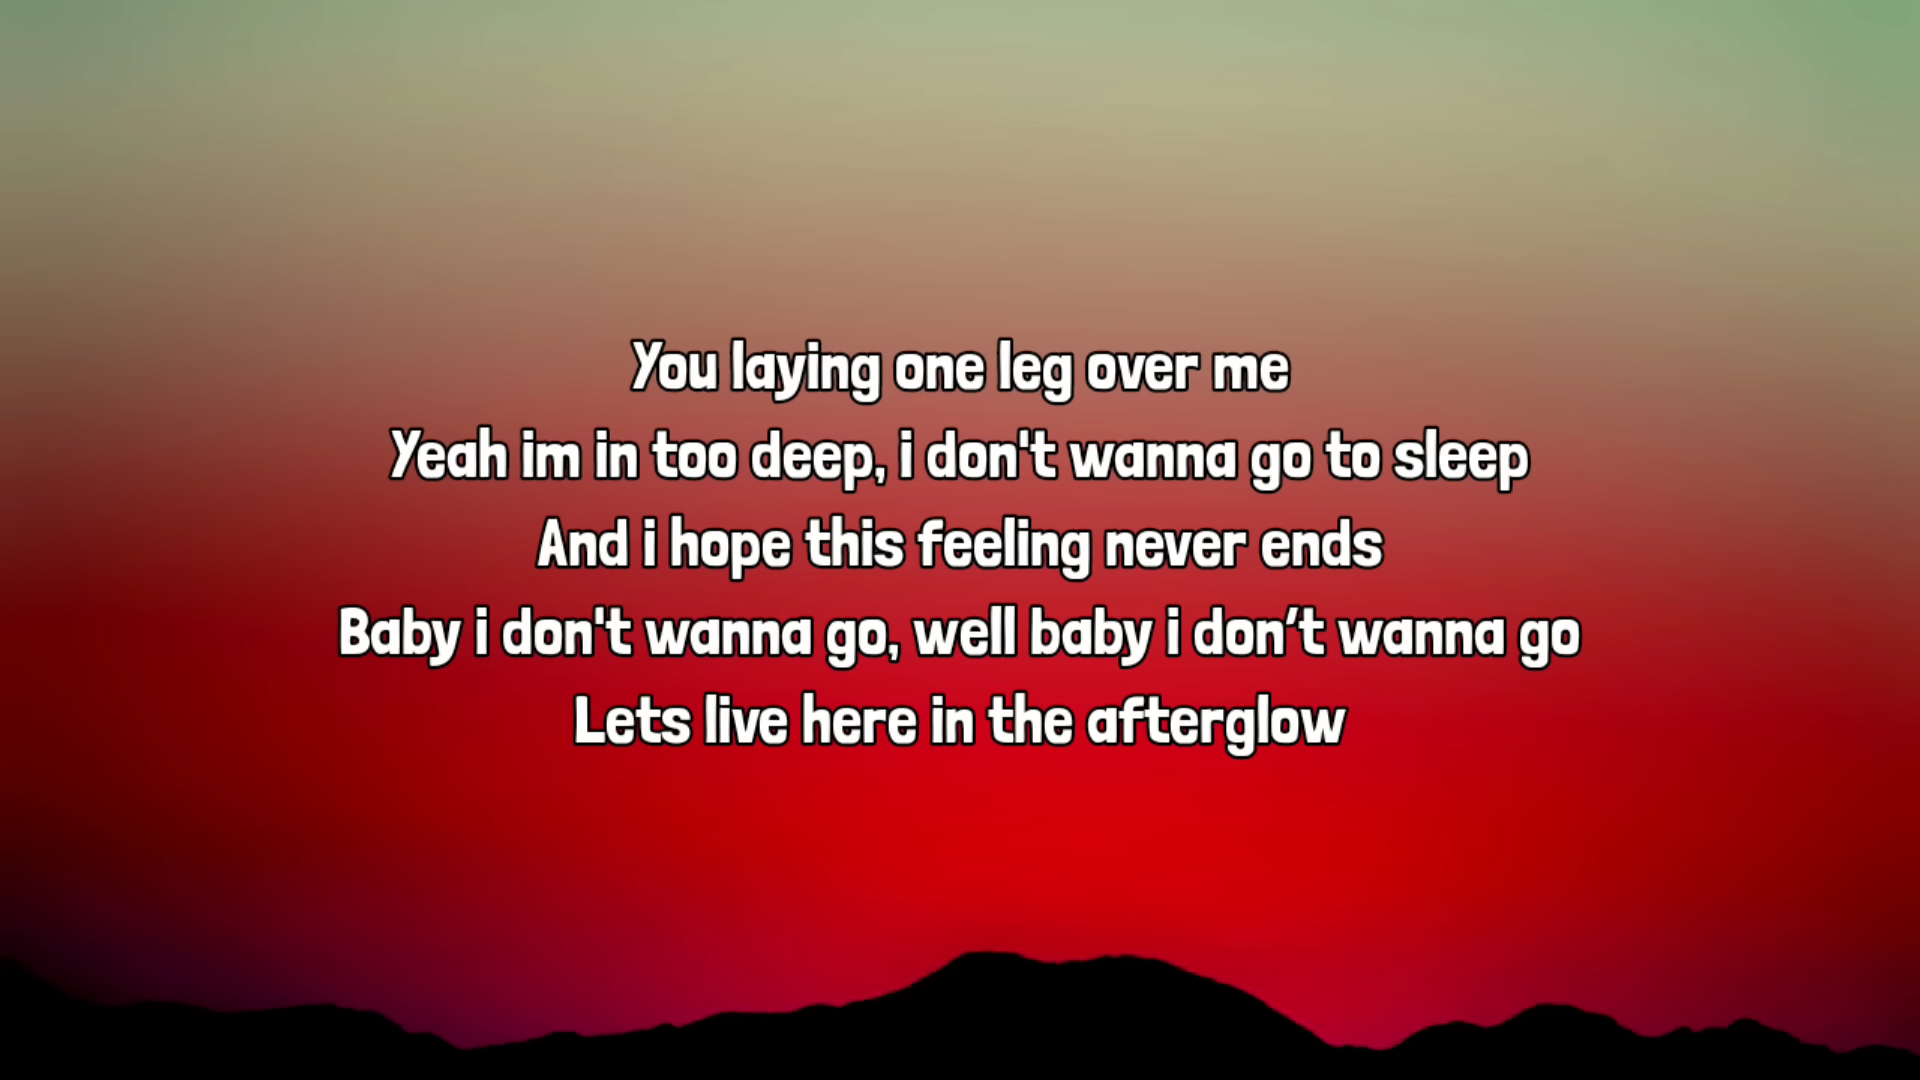 You laying one leg over me
Yeah im in too deep, i don't wanna go to sleep
And i hope this feeling never ends
Baby i don't wanna go, well baby i don’t wanna go
Lets live here in the afterglow